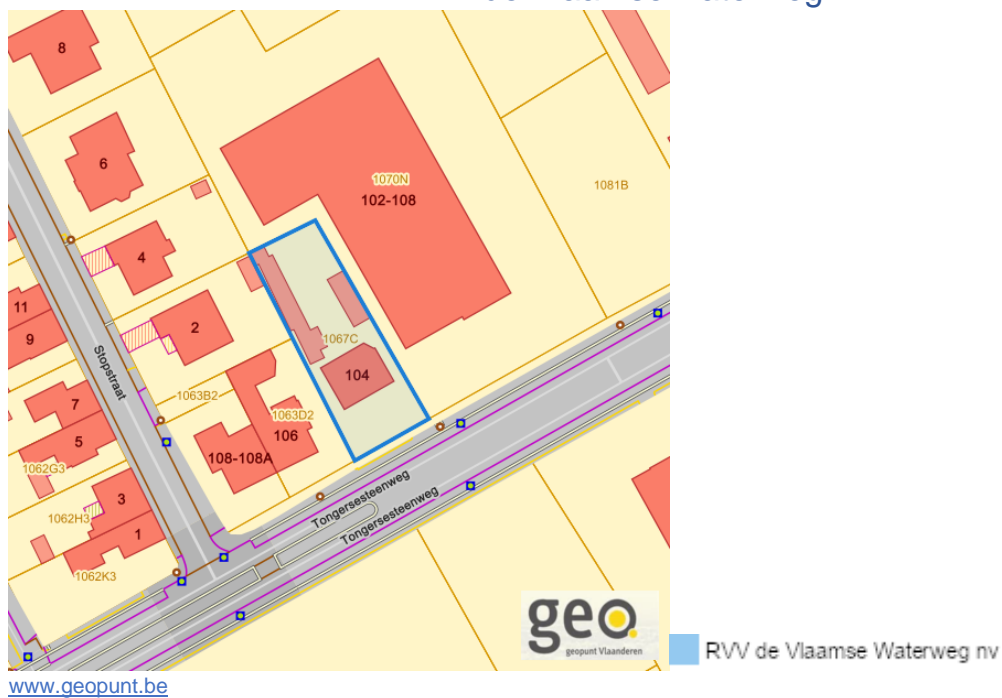 8
6
1070N
102-108
1081B
4
11
2
9
1067C
Stopstraat
104
7
1063B2
1063D2
5
106
108-108A
1062G3
3
1062H3
Tongersesteenweg
1
Tongersesteenweg
1062K3
geo
geopunt Vlaanderen
RVV de Vlaamse Waterweg nv
www.geopunt.be